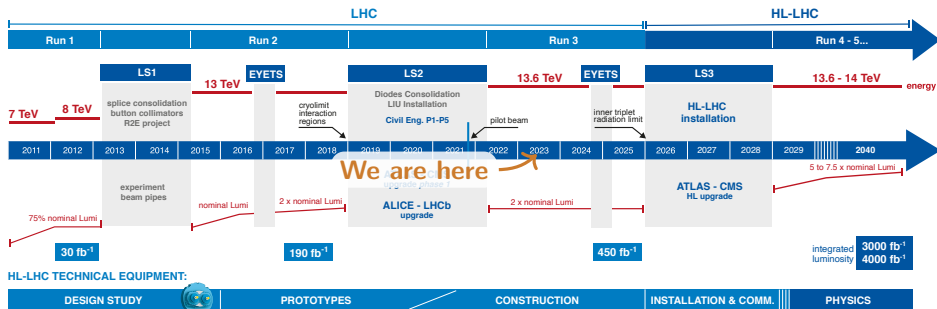 LHC
HL-LHC
Run 1
Run 2
Run 3
Run 4 - 5...
LS1
EYETS
LS2
EYETS
LS3
7 TeV
8 TeV
13 TeV
13.6 TeV
13.6 - 14 TeV
energy
splice consolidation
button collimators
R2E project
cryolimit
interaction
regions
Diodes Consolidation
LIU Installation
Civil Eng. P1-P5
pilot beam
inner triplet
radiation limit
HL-LHC
installation
2011
2012
2013
2014
2015
2016
2017
2018
2019
2020
2021
2022
2023
2024
2025
2026
2027
2028
2029
2040
We are here
experiment
beam pipes
upgrade phase 1
ALICE - LHCb
upgrade
ATLAS - CMS
HL upgrade
5 to 7.5 x nominal Lumi
75% nominal Lumi
nominal Lumi
2 x nominal Lumi
2 x nominal Lumi
30 fb-1
190 fb-1
450 fb-1
integrated
luminosity
3000 fb-1
4000 fb-1
HL-LHC TECHNICAL EQUIPMENT:
DESIGN STUDY
PROTOTYPES
CONSTRUCTION
INSTALLATION & COMM.
PHYSICS